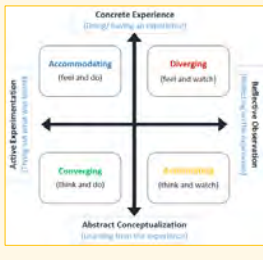 Concrete Experience
(Doing / having an experience)
Accommodating
(feel and do)
Diverging
(feel and watch)
Active Experimentation
(Trying out what you learned)
Reflective Observation
(Reflecting on the experience)
Converging
(think and do)
Assimilating
(think and watch)
Abstract Conceptualization
(Learning from the experience)